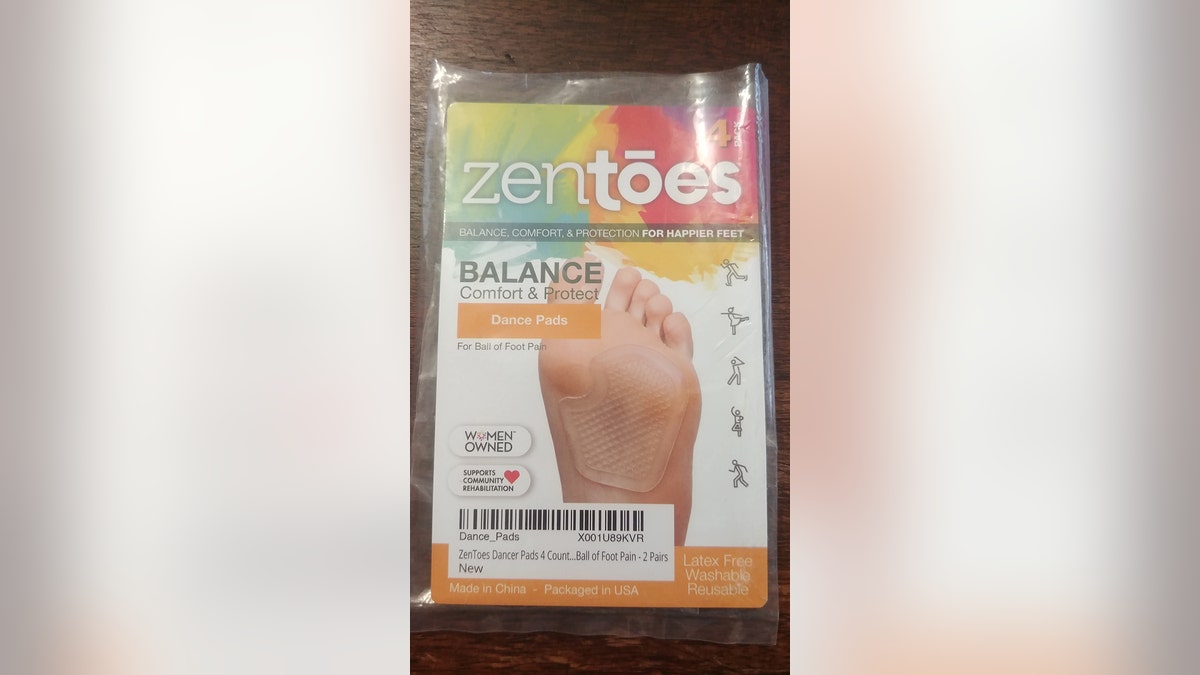 4
zentōes
BALANCE, COMFORT, & PROTECTION FOR HAPPIER FEET
BALANCE
Comfort & Protect
Dance Pads
For Ball of Foot Pain
WOMEN™
OWNED
SUPPORTS
COMMUNITY
REHABILITATION
Dance_Pads X001U89KVR
ZenToes Dancer Pads 4 Count...Ball of Foot Pain - 2 Pairs
New
Latex Free
Washable
Reusable
Made in China - Packaged in USA